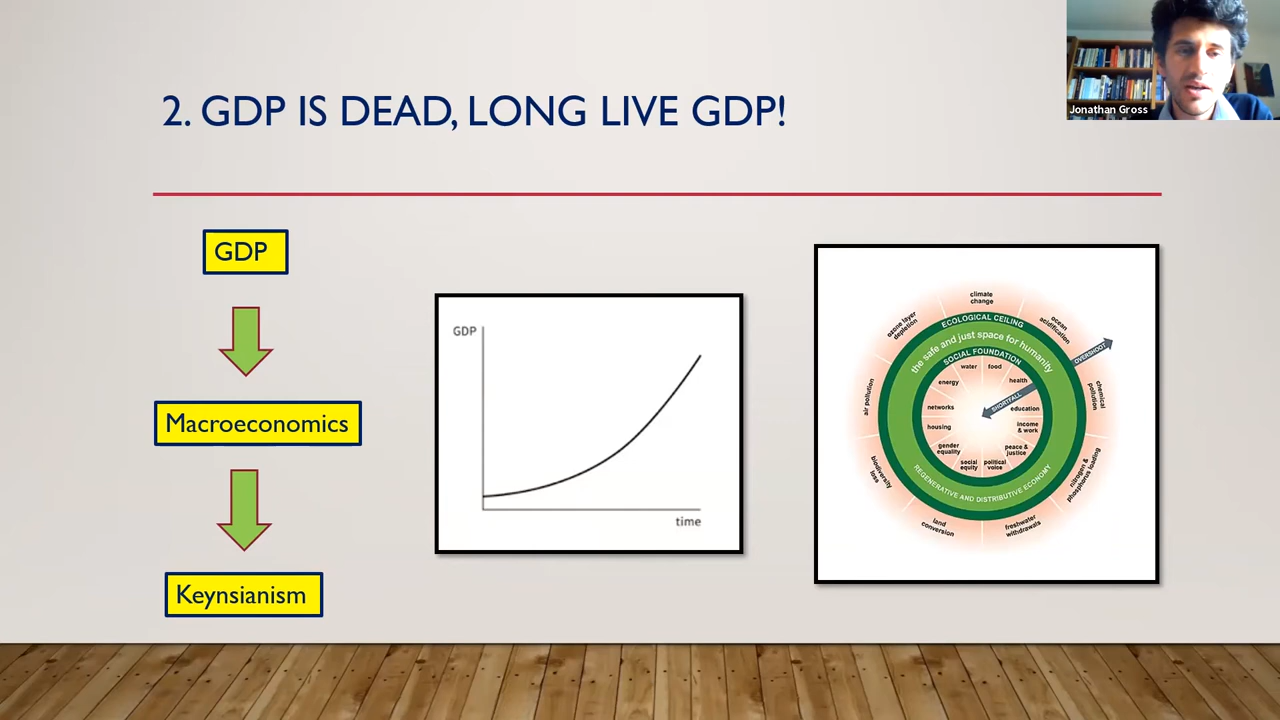 2. GDP IS DEAD, LONG LIVE GDP!
Jonathan Gross
GDP
Macroeconomics
Keynsianism
GDP
time
climate
change
ocean
acidification
chemical
pollution
nitrogen &
phosphorus loading
freshwater
withdrawals
land
conversion
biodiversity
loss
air pollution
ozone layer
depletion
ECOLOGICAL CEILING
the safe and just space for humanity
SOCIAL FOUNDATION
OVERSHOOT
SHORTFALL
water
food
health
education
income
& work
peace &
justice
political
voice
social
equity
gender
equality
housing
networks
energy
REGENERATIVE AND DISTRIBUTIVE ECONOMY